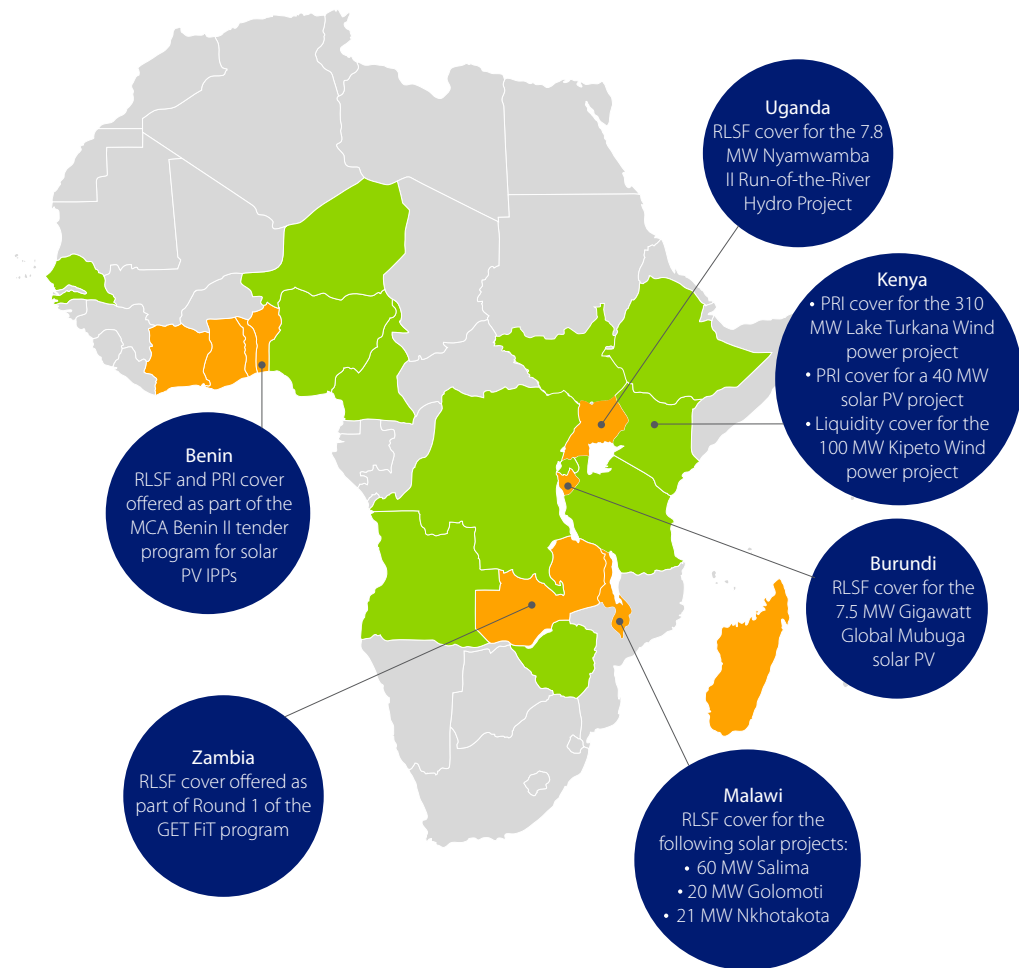 Uganda
RLSF cover for the 7.8
MW Nyamwamba
II Run-of-the-River
Hydro Project
Kenya
• PRI cover for the 310
MW Lake Turkana Wind
power project
• PRI cover for a 40 MW
solar PV project
• Liquidity cover for the
100 MW Kipeto Wind
power project
Benin
RLSF and PRI cover
offered as part of the
MCA Benin II tender
program for solar
PV IPPs
Burundi
RLSF cover for the
7.5 MW Gigawatt
Global Mubuga
solar PV
Zambia
RLSF cover offered as
part of Round 1 of the
GET FiT program
Malawi
RLSF cover for the
following solar projects:
• 60 MW Salima
• 20 MW Golomoti
• 21 MW Nkhotakota